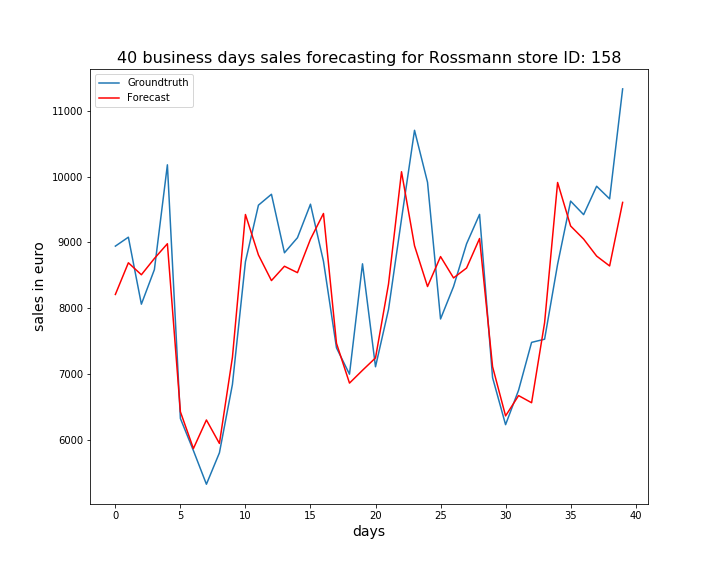 40 business days sales forecasting for Rossmann store ID: 158
Groundtruth
Forecast
sales in euro
11000
10000
9000
8000
7000
6000
0 5 10 15 20 25 30 35 40
days